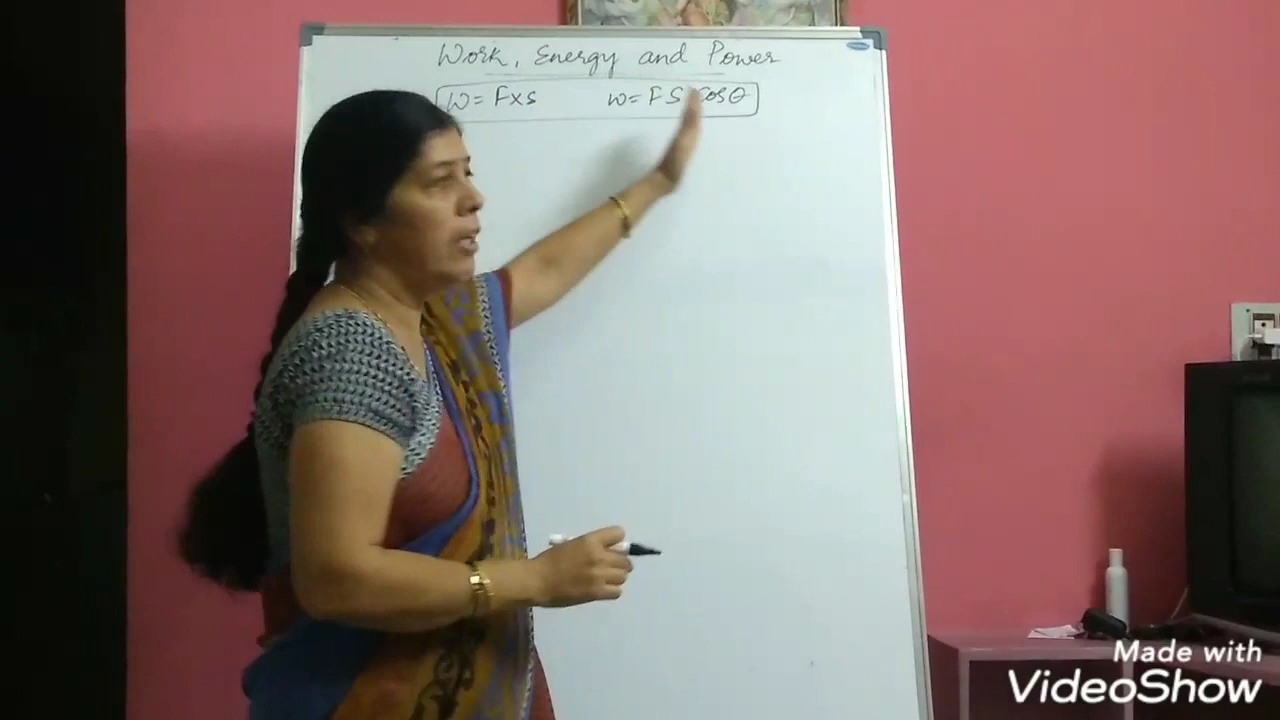 Work, Energy and Power
W = F×S W = F S Cosθ
Made with
VideoShow